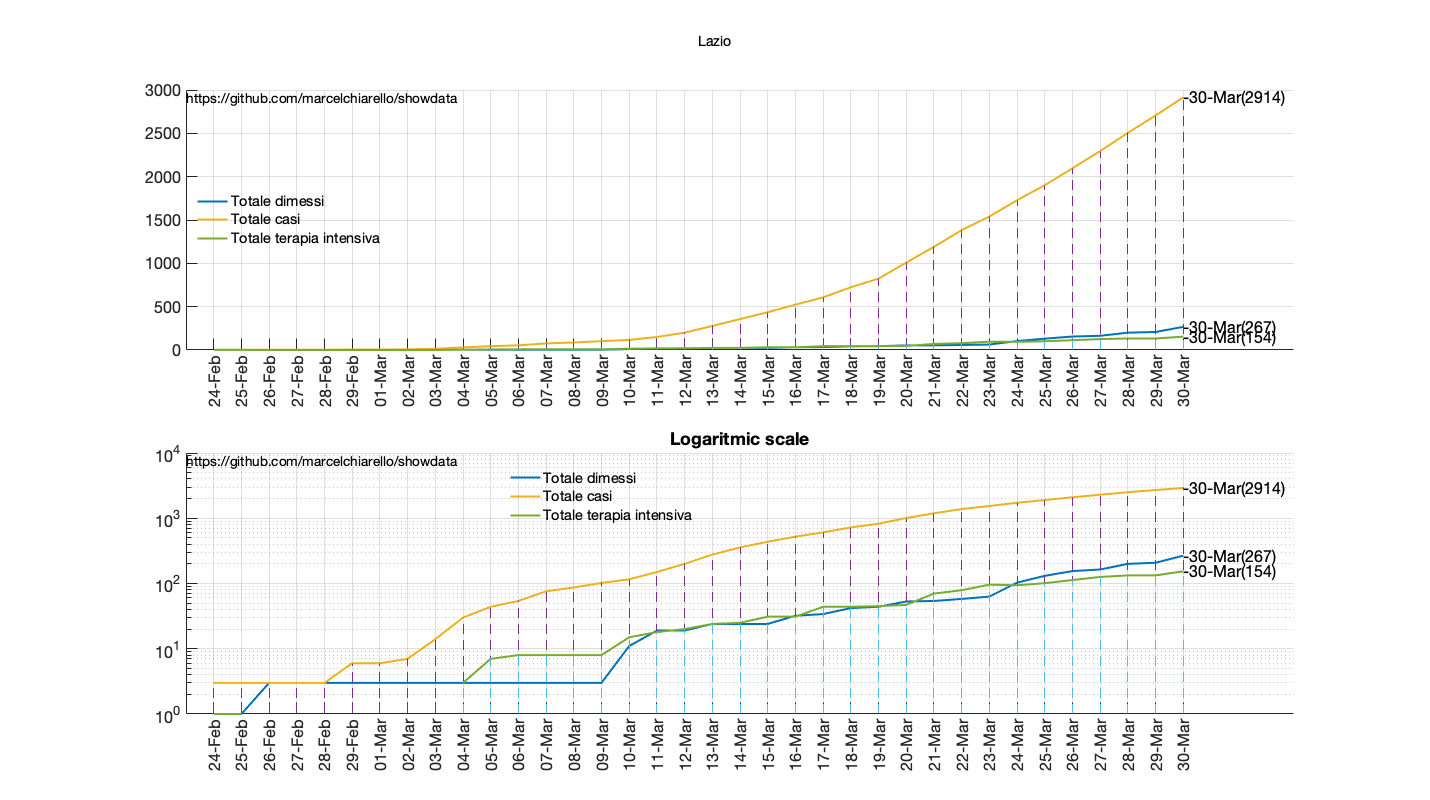 Lazio
3000
2500
2000
1500
1000
500
0
https://github.com/marcelchiarello/showdata
Totale dimessi
Totale casi
Totale terapia intensiva
-30-Mar(2914)
-30-Mar(267)
-30-Mar(154)
24-Feb
25-Feb
26-Feb
27-Feb
28-Feb
29-Feb
01-Mar
02-Mar
03-Mar
04-Mar
05-Mar
06-Mar
07-Mar
08-Mar
09-Mar
10-Mar
11-Mar
12-Mar
13-Mar
14-Mar
15-Mar
16-Mar
17-Mar
18-Mar
19-Mar
20-Mar
21-Mar
22-Mar
23-Mar
24-Mar
25-Mar
26-Mar
27-Mar
28-Mar
29-Mar
30-Mar
Logaritmic scale
10^4
10^3
10^2
10^1
10^0
https://github.com/marcelchiarello/showdata
Totale dimessi
Totale casi
Totale terapia intensiva
-30-Mar(2914)
-30-Mar(267)
-30-Mar(154)
24-Feb
25-Feb
26-Feb
27-Feb
28-Feb
29-Feb
01-Mar
02-Mar
03-Mar
04-Mar
05-Mar
06-Mar
07-Mar
08-Mar
09-Mar
10-Mar
11-Mar
12-Mar
13-Mar
14-Mar
15-Mar
16-Mar
17-Mar
18-Mar
19-Mar
20-Mar
21-Mar
22-Mar
23-Mar
24-Mar
25-Mar
26-Mar
27-Mar
28-Mar
29-Mar
30-Mar